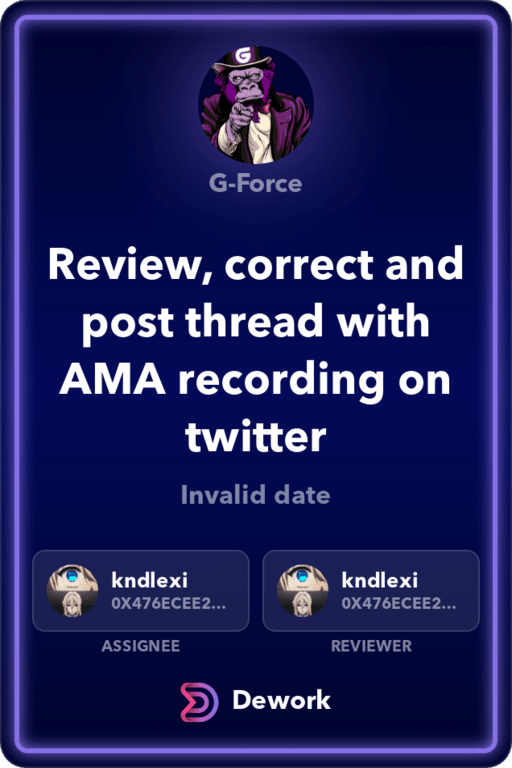 G
G-Force
Review, correct and
post thread with
AMA recording on
twitter
Invalid date
kndlexi
0X476ECEE2...
ASSIGNEE
kndlexi
0X476ECEE2...
REVIEWER
Dework